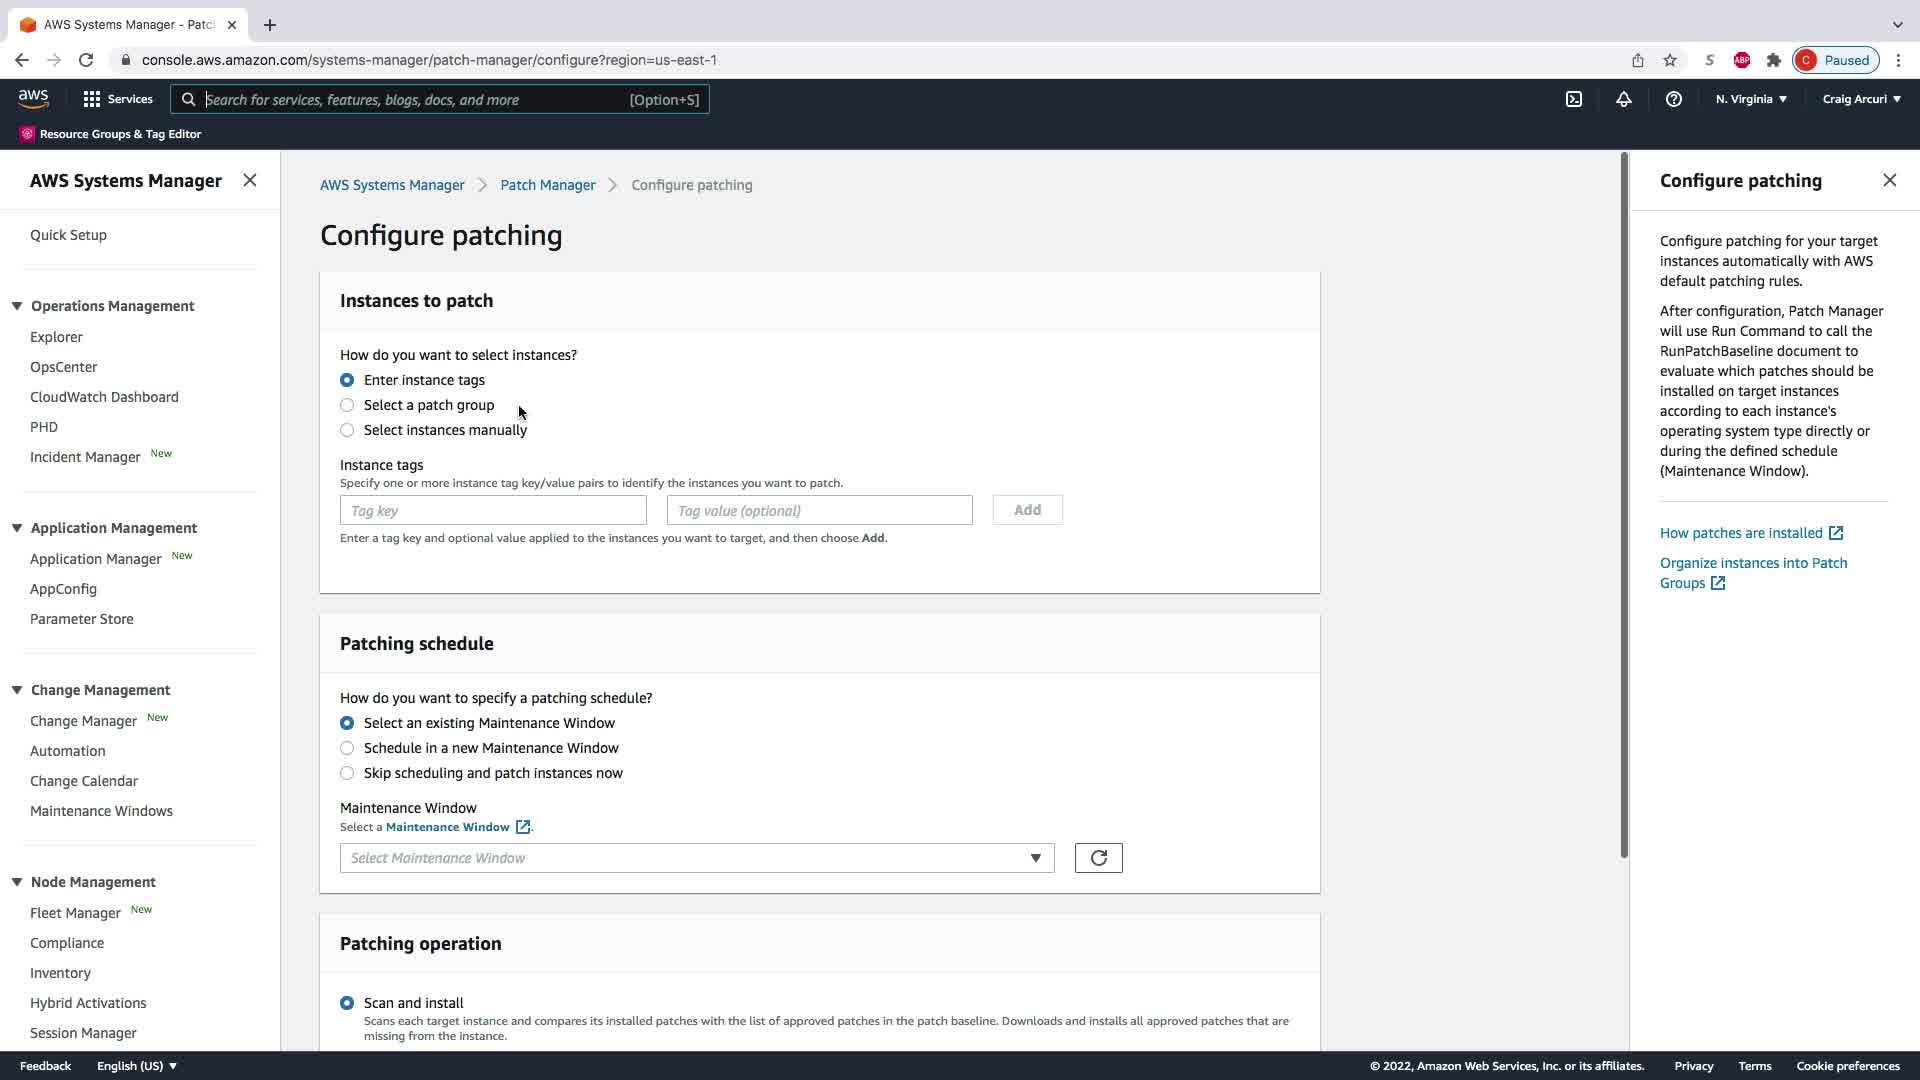 AWS Systems Manager - Patc
console.aws.amazon.com/systems-manager/patch-manager/configure?region=us-east-1
S
ABP
C
Paused
aws
Services
Search for services, features, blogs, docs, and more
[Option+S]
N. Virginia
Craig Arcuri
Resource Groups & Tag Editor
AWS Systems Manager
Quick Setup
Operations Management
Explorer
OpsCenter
CloudWatch Dashboard
PHD
Incident Manager New
Application Management
Application Manager New
AppConfig
Parameter Store
Change Management
Change Manager New
Automation
Change Calendar
Maintenance Windows
Node Management
Fleet Manager New
Compliance
Inventory
Hybrid Activations
Session Manager
AWS Systems Manager
Patch Manager
Configure patching
Configure patching
Instances to patch
How do you want to select instances?
Enter instance tags
Select a patch group
Select instances manually
Instance tags
Specify one or more instance tag key/value pairs to identify the instances you want to patch.
Tag key
Tag value (optional)
Add
Enter a tag key and optional value applied to the instances you want to target, and then choose Add.
Patching schedule
How do you want to specify a patching schedule?
Select an existing Maintenance Window
Schedule in a new Maintenance Window
Skip scheduling and patch instances now
Maintenance Window
Select a Maintenance Window .
Select Maintenance Window
Patching operation
Scan and install
Scans each target instance and compares its installed patches with the list of approved patches in the patch baseline. Downloads and installs all approved patches that are
missing from the instance.
Configure patching
Configure patching for your target
instances automatically with AWS
default patching rules.
After configuration, Patch Manager
will use Run Command to call the
RunPatchBaseline document to
evaluate which patches should be
installed on target instances
according to each instance's
operating system type directly or
during the defined schedule
(Maintenance Window).
How patches are installed
Organize instances into Patch
Groups
Feedback
English (US)
© 2022, Amazon Web Services, Inc. or its affiliates.
Privacy
Terms
Cookie preferences